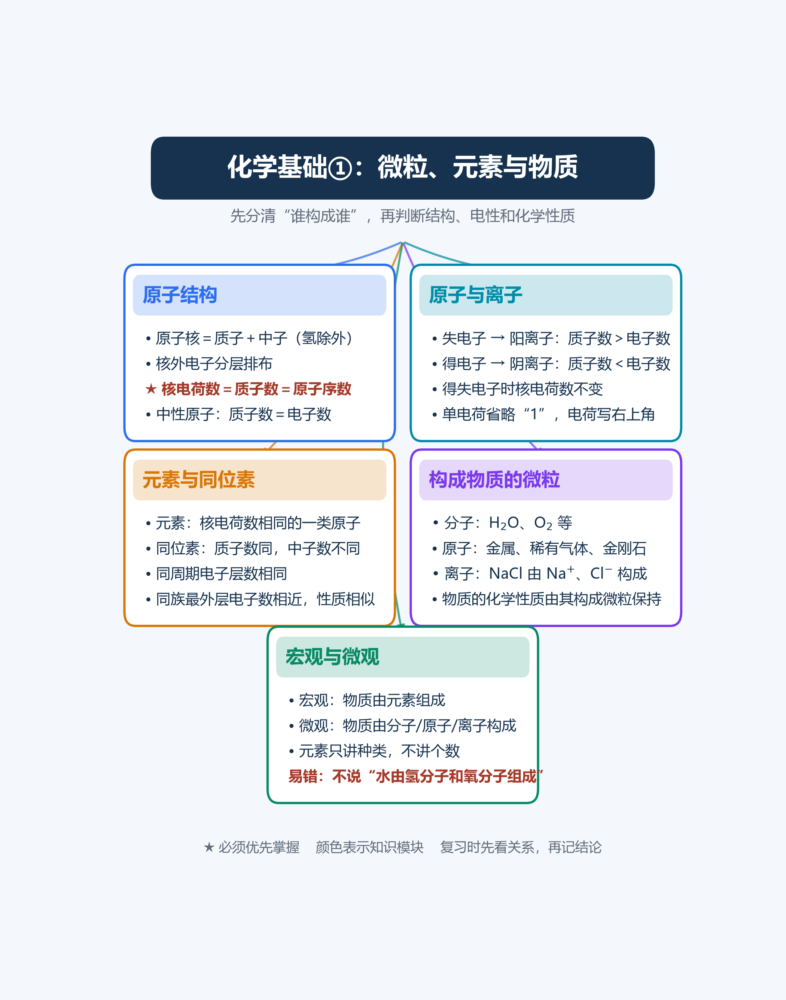 化学基础①：微粒、元素与物质
先分清“谁构成谁”，再判断结构、电性和化学性质
原子结构
• 原子核 = 质子 + 中子（氢除外）
• 核外电子分层排布
★ 核电荷数 = 质子数 = 原子序数
• 中性原子：质子数 = 电子数
原子与离子
• 失电子 → 阳离子：质子数 > 电子数
• 得电子 → 阴离子：质子数 < 电子数
• 得失电子时核电荷数不变
• 单电荷省略“1”，电荷写右上角
元素与同位素
• 元素：核电荷数相同的一类原子
• 同位素：质子数同，中子数不同
• 同周期电子层数相同
• 同族最外层电子数相近，性质相似
构成物质的微粒
• 分子：H₂O、O₂ 等
• 原子：金属、稀有气体、金刚石
• 离子：NaCl 由 Na⁺、Cl⁻ 构成
• 物质的化学性质由其构成微粒保持
宏观与微观
• 宏观：物质由元素组成
• 微观：物质由分子/原子/离子构成
• 元素只讲种类，不讲个数
易错：不说“水由氢分子和氧分子组成”
★ 必须优先掌握 颜色表示知识模块 复习时先看关系，再记结论